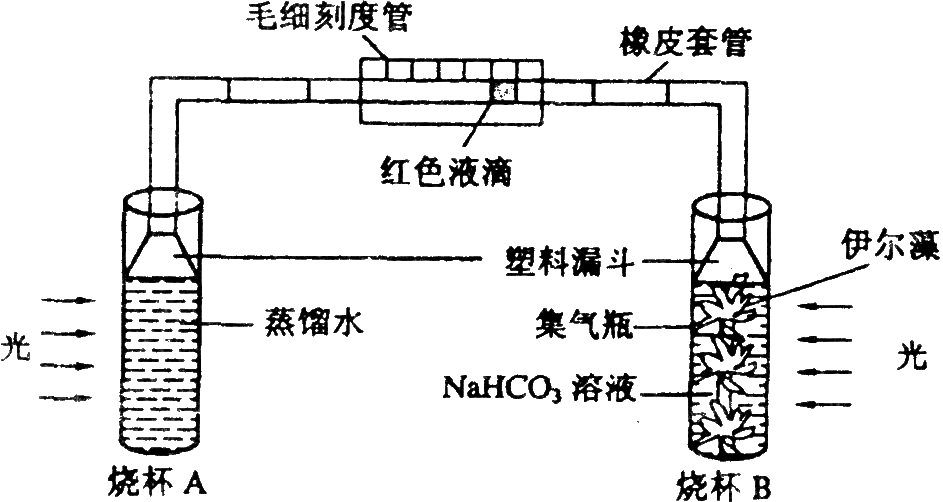 毛细刻度管
橡皮套管
红色液滴
塑料漏斗
伊尔藻
蒸馏水
集气瓶
光
光
NaHCO₃ 溶液
烧杯 A
烧杯 B